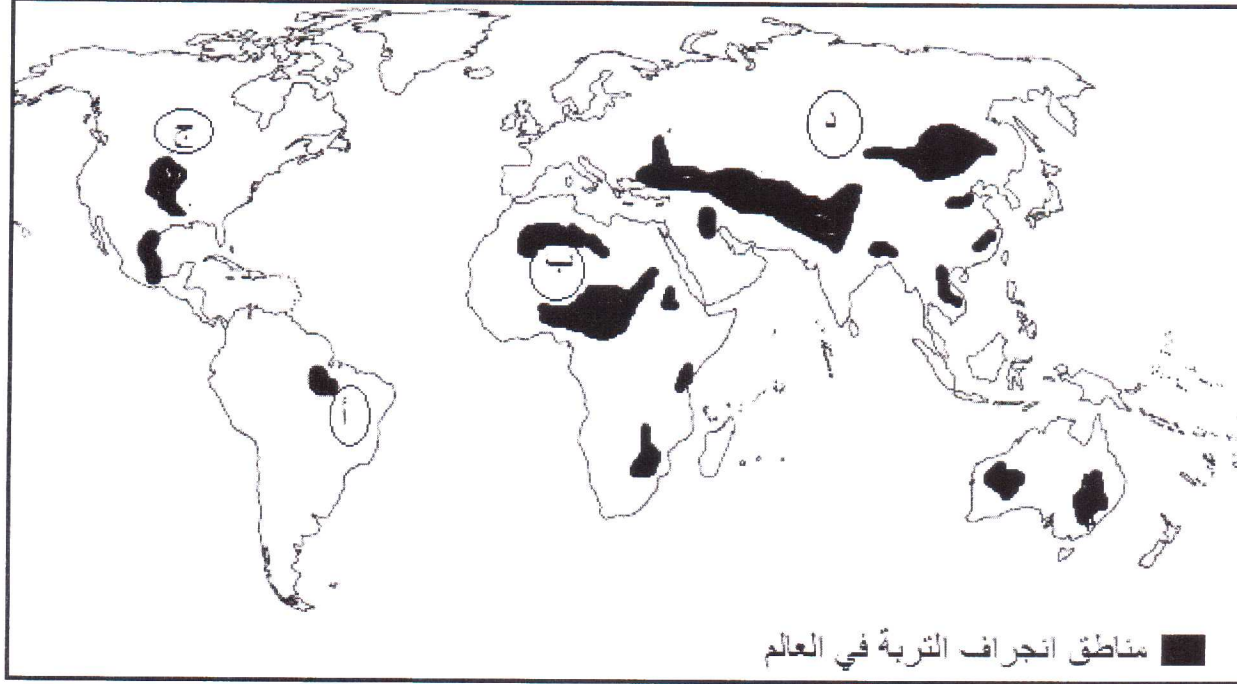 ج
د
ب
أ
مناطق انجراف التربة في العالم